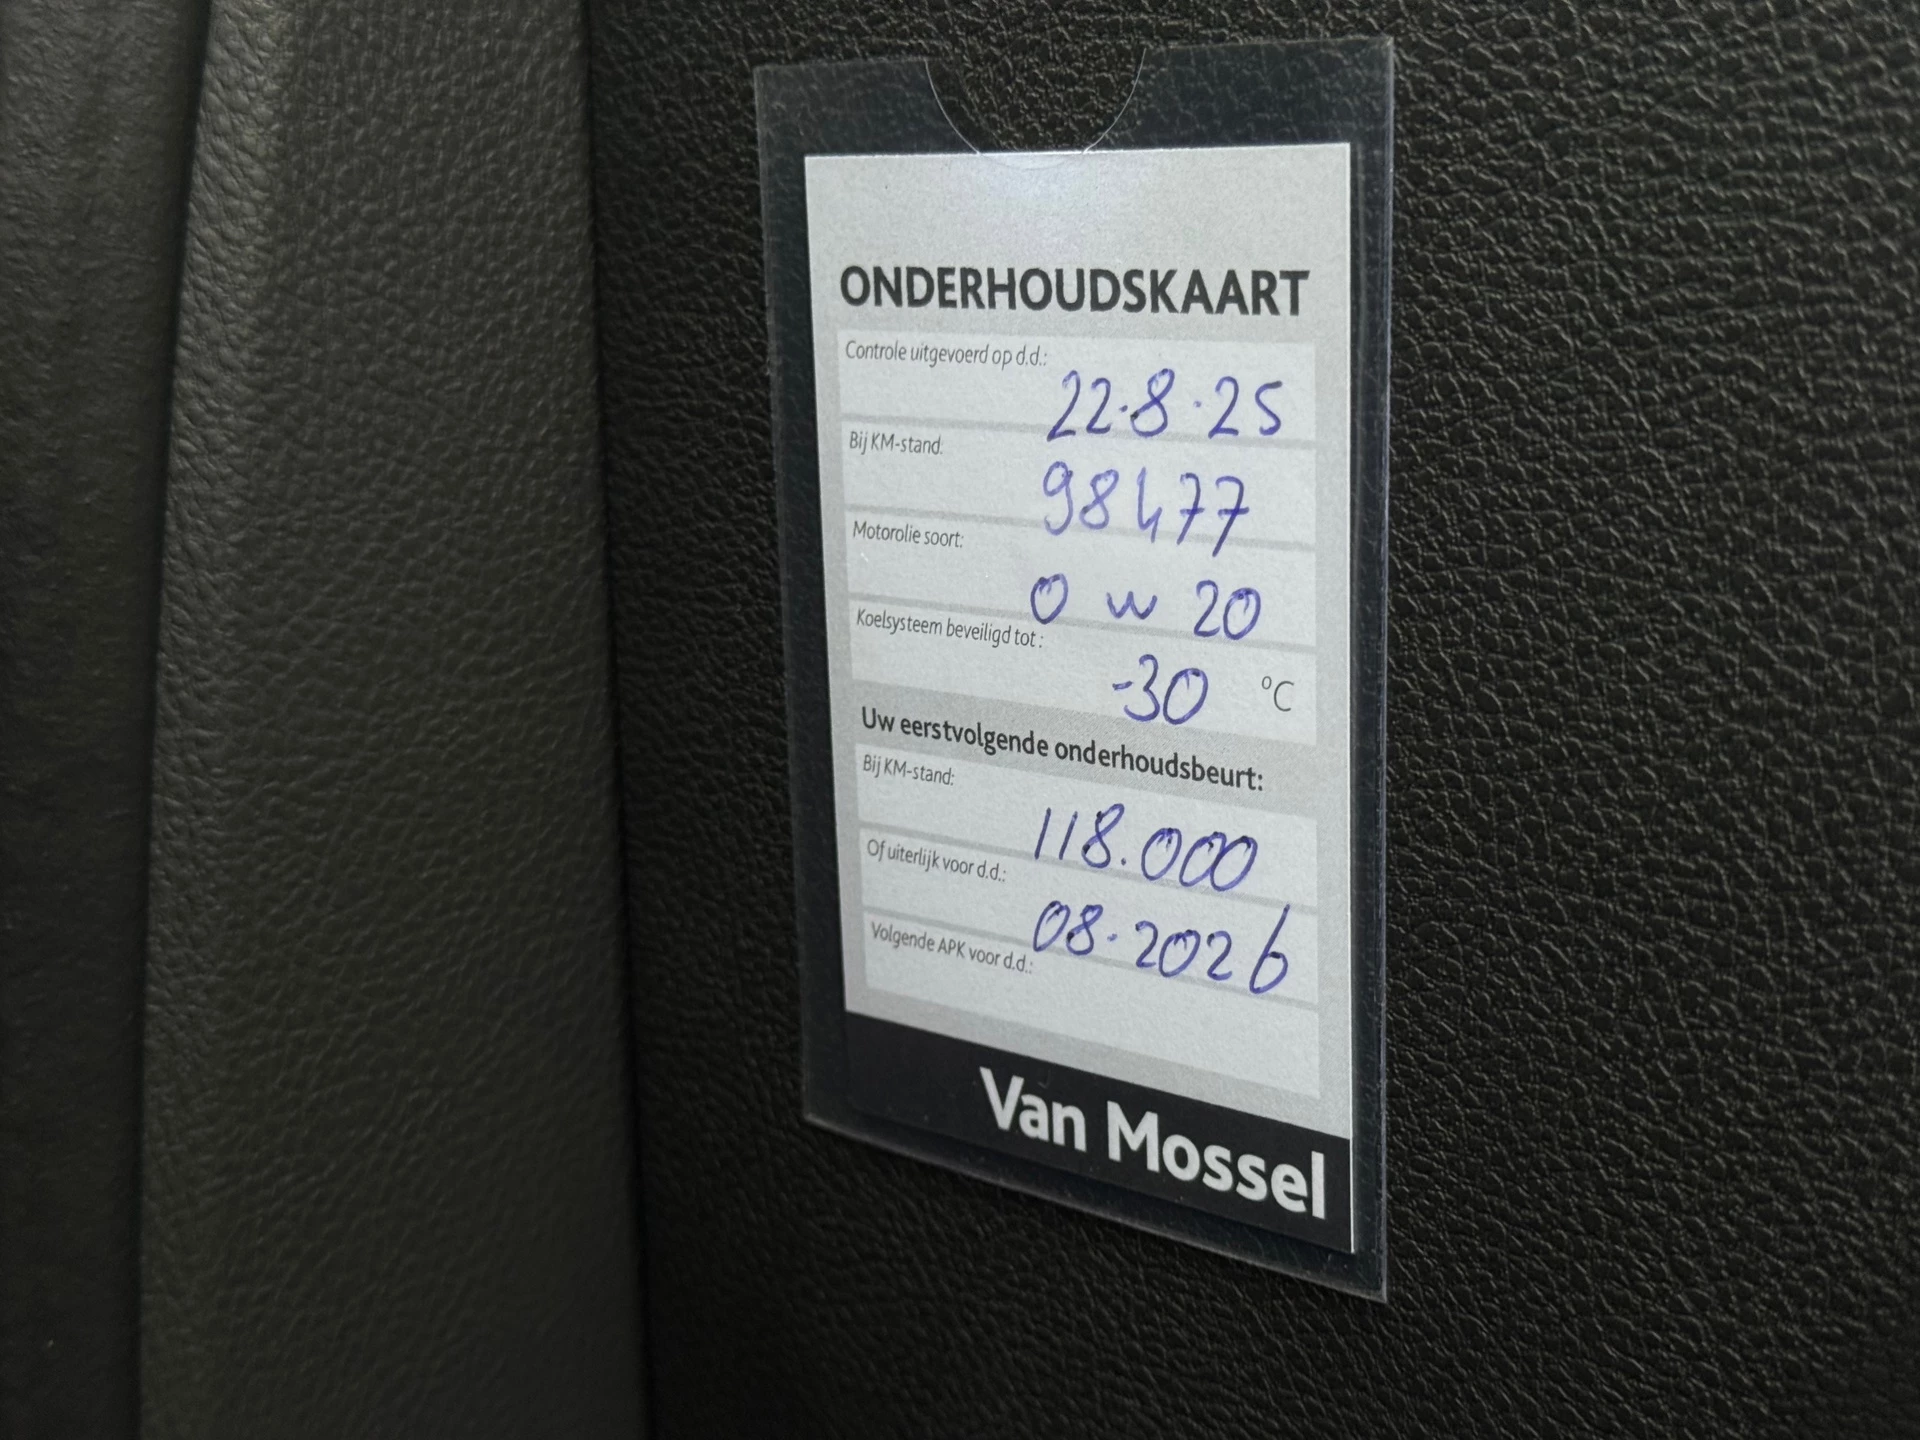 ONDERHOUDSKAART
Controle uitgevoerd op d.d.: 22-8-25
Bij KM-stand: 98477
Motorolie soort: 0 w 20
Koelsysteem beveiligd tot : -30 °C
Uw eerstvolgende onderhoudsbeurt:
Bij KM-stand: 118.000
Of uiterlijk voor d.d.: 08-2026
Volgende APK voor d.d.:
Van Mossel